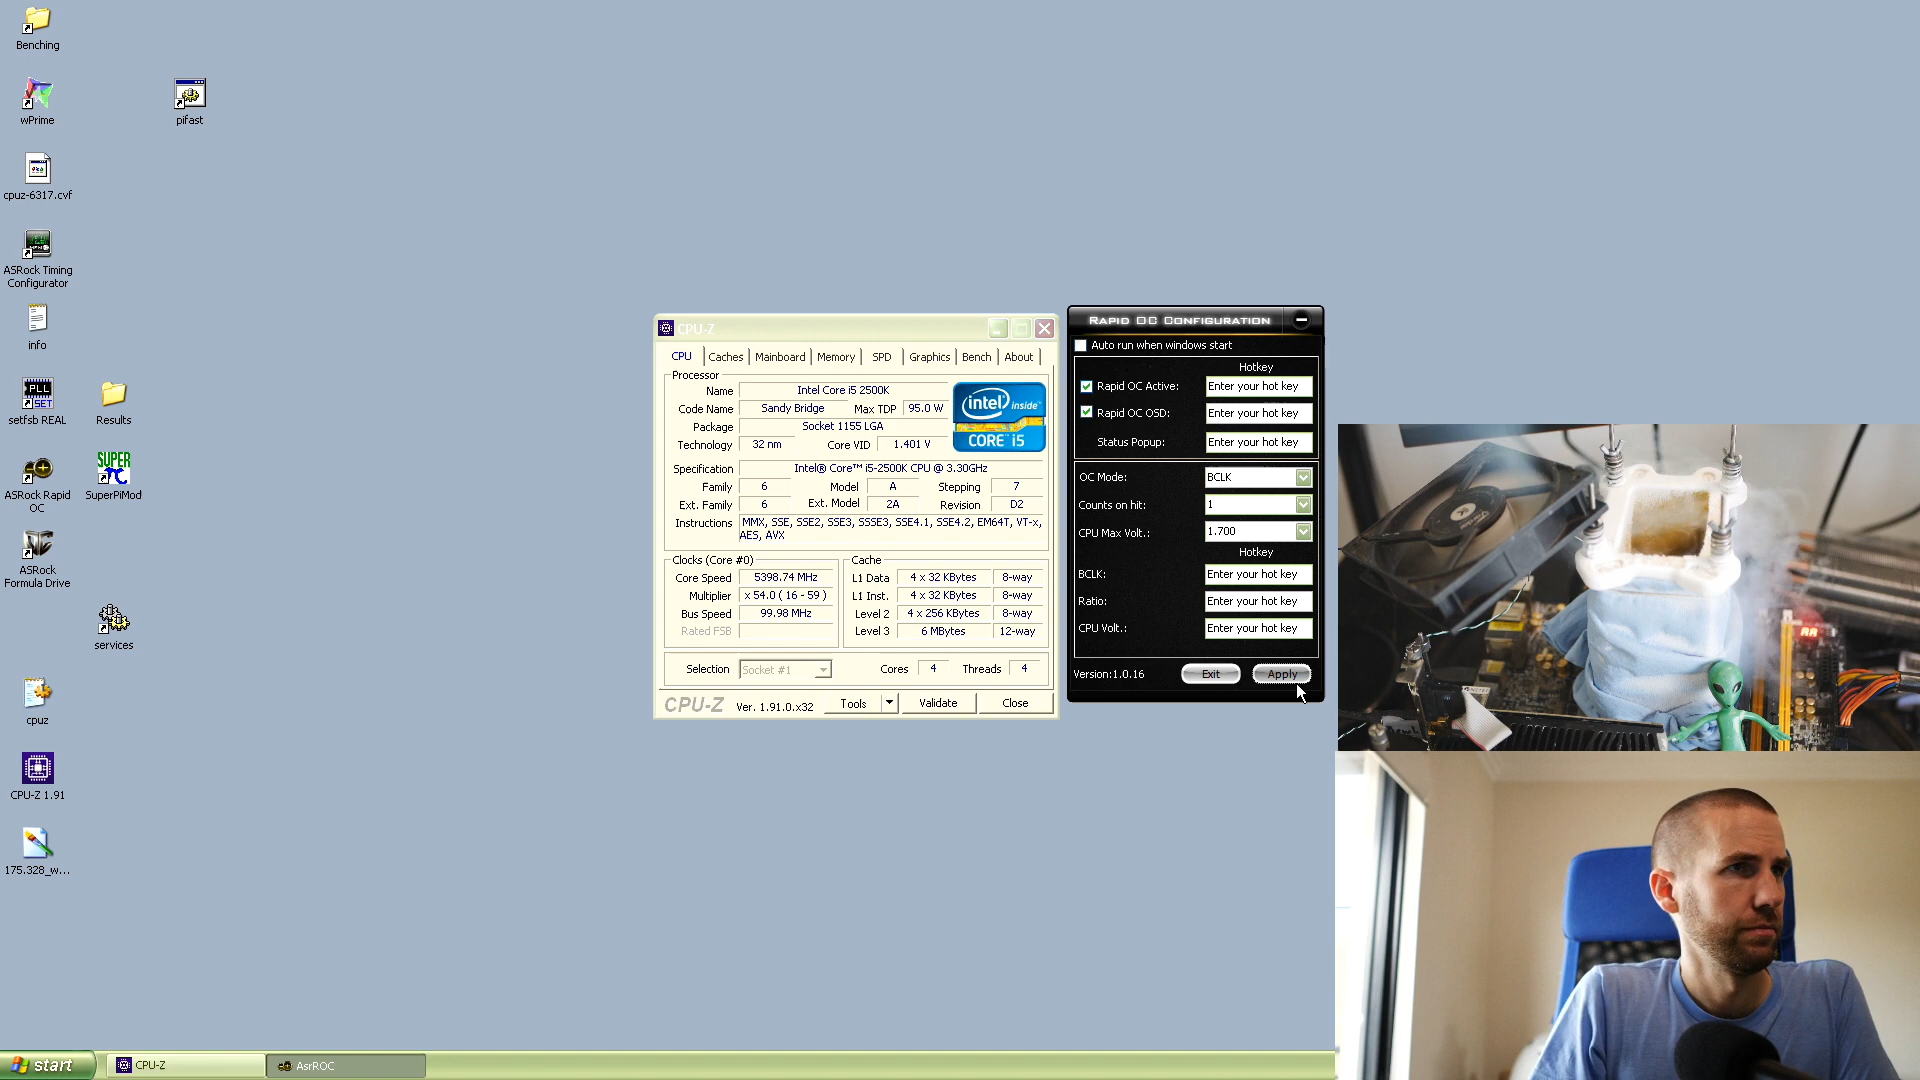 Benching
wPrime
pifast
cpuz-6317.cvf
ASRock Timing
Configurator
info
PLL
SET
setfsb REAL
Results
ASRock Rapid
OC
SUPER
SuperPiMod
ASRock
Formula Drive
services
cpuz
CPU-Z 1.91
175.328_w...
CPU-Z
CPU
Caches
Mainboard
Memory
SPD
Graphics
Bench
About
Processor
Name Intel Core i5 2500K
Code Name Sandy Bridge Max TDP 95.0 W
Package Socket 1155 LGA
Technology 32 nm Core VID 1.401 V
intel inside
CORE i5
Specification Intel® Core™ i5-2500K CPU @ 3.30GHz
Family 6 Model A Stepping 7
Ext. Family 6 Ext. Model 2A Revision D2
Instructions MMX, SSE, SSE2, SSE3, SSSE3, SSE4.1, SSE4.2, EM64T, VT-x,
AES, AVX
Clocks (Core #0)
Core Speed 5398.74 MHz
Multiplier x 54.0 ( 16 - 59 )
Bus Speed 99.98 MHz
Rated FSB
Cache
L1 Data 4 x 32 KBytes 8-way
L1 Inst. 4 x 32 KBytes 8-way
Level 2 4 x 256 KBytes 8-way
Level 3 6 MBytes 12-way
Selection Socket #1 Cores 4 Threads 4
CPU-Z Ver. 1.91.0.x32 Tools Validate Close
RAPID OC CONFIGURATION
Auto run when windows start
Hotkey
Rapid OC Active: Enter your hot key
Rapid OC OSD: Enter your hot key
Status Popup: Enter your hot key
OC Mode: BCLK
Counts on hit: 1
CPU Max Volt.: 1.700
Hotkey
BCLK: Enter your hot key
Ratio: Enter your hot key
CPU Volt.: Enter your hot key
Version:1.0.16 Exit Apply
start
CPU-Z
AsrROC